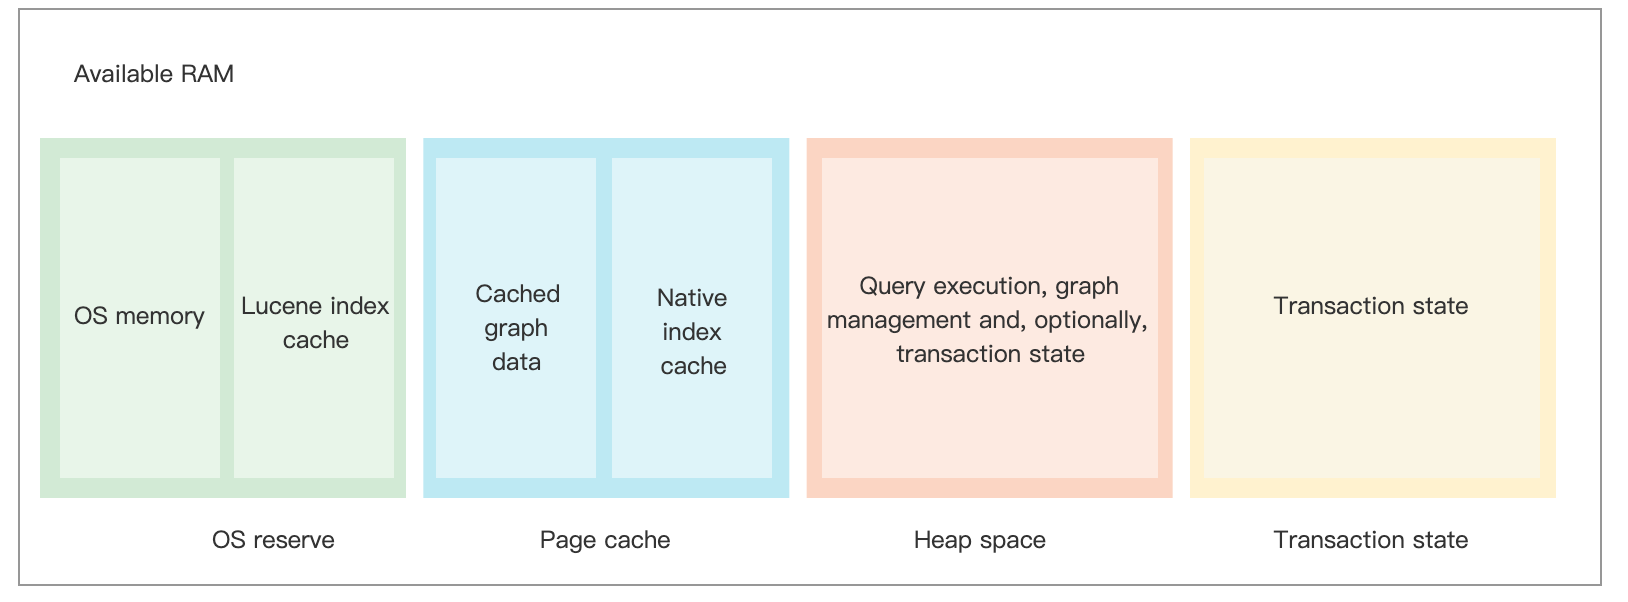 Available RAM
OS memory
Lucene index
cache
Cached
graph
data
Native
index
cache
Query execution, graph
management and, optionally,
transaction state
Transaction state
OS reserve
Page cache
Heap space
Transaction state